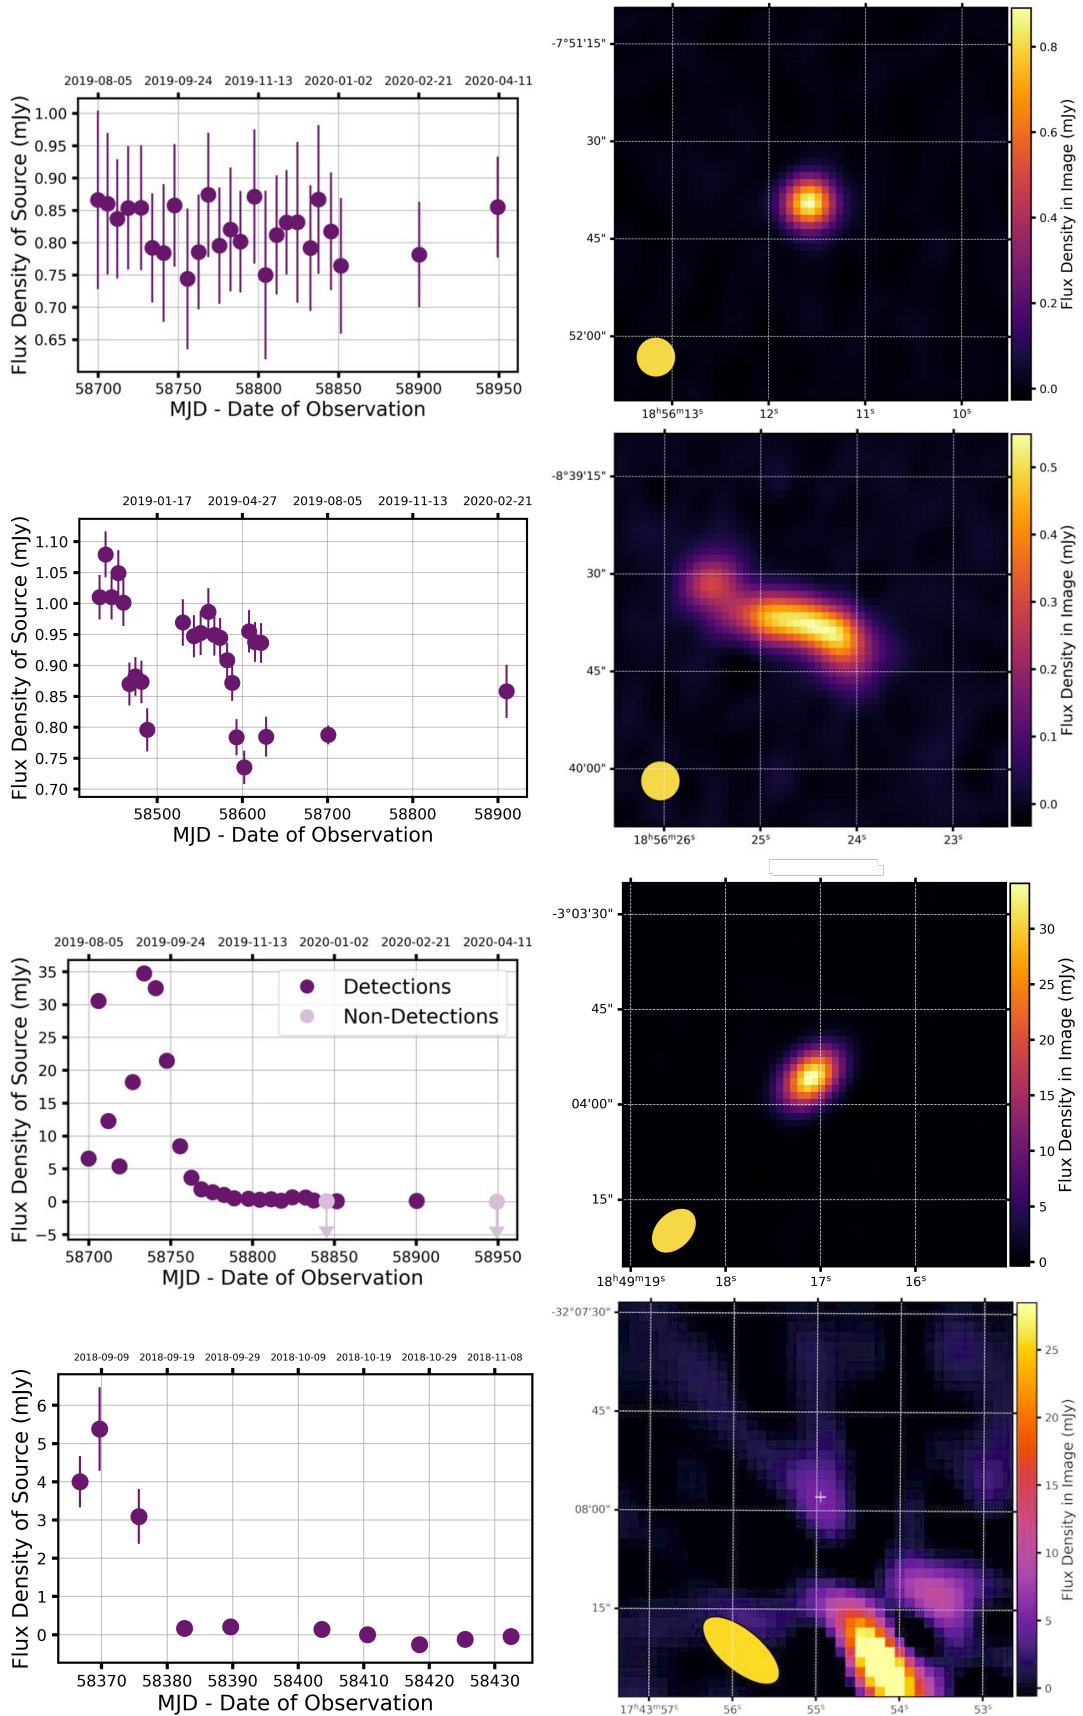 2019-08-05 2019-09-24 2019-11-13 2020-01-02 2020-02-21 2020-04-11
Flux Density of Source (mJy)
1.00
0.95
0.90
0.85
0.80
0.75
0.70
0.65
58700 58750 58800 58850 58900 58950
MJD - Date of Observation
-7°51'15"
30"
45"
52'00"
18h56m13s 12s 11s 10s
0.8
0.6
0.4
0.2
0.0
Flux Density in Image (mJy)
2019-01-17 2019-04-27 2019-08-05 2019-11-13 2020-02-21
Flux Density of Source (mJy)
1.10
1.05
1.00
0.95
0.90
0.85
0.80
0.75
0.70
58500 58600 58700 58800 58900
MJD - Date of Observation
-8°39'15"
30"
45"
40'00"
18h56m26s 25s 24s 23s
0.5
0.4
0.3
0.2
0.1
0.0
Flux Density in Image (mJy)
2019-08-05 2019-09-24 2019-11-13 2020-01-02 2020-02-21 2020-04-11
Flux Density of Source (mJy)
35
30
25
20
15
10
5
0
−5
Detections
Non-Detections
58700 58750 58800 58850 58900 58950
MJD - Date of Observation
-3°03'30"
45"
04'00"
15"
18h49m19s 18s 17s 16s
30
25
20
15
10
5
0
Flux Density in Image (mJy)
2018-09-09 2018-09-19 2018-09-29 2018-10-09 2018-10-19 2018-10-29 2018-11-08
Flux Density of Source (mJy)
6
5
4
3
2
1
0
58370 58380 58390 58400 58410 58420 58430
MJD - Date of Observation
-32°07'30"
45"
08'00"
15"
17h43m57s 56s 55s 54s 53s
25
20
15
10
5
0
Flux Density in Image (mJy)